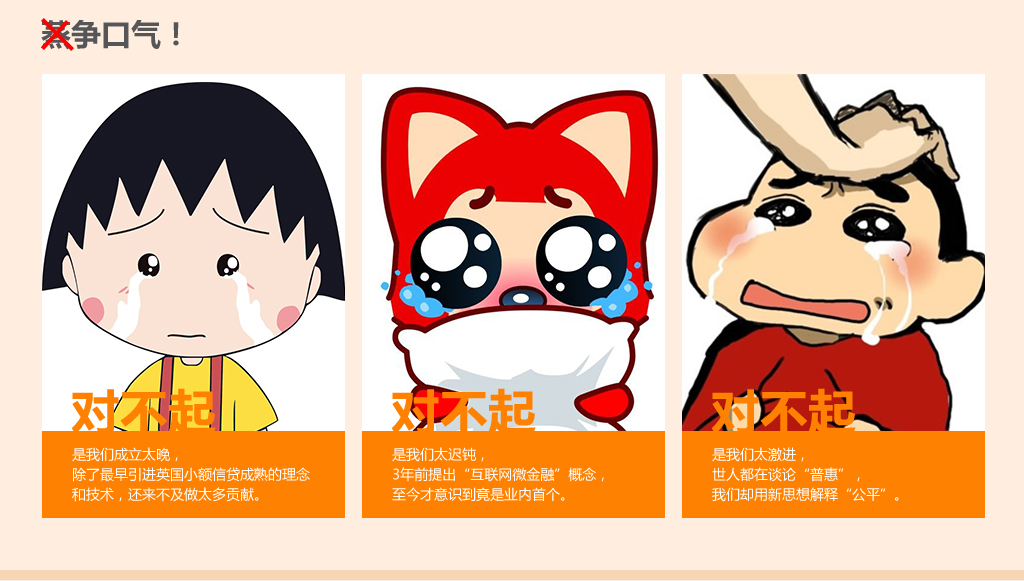 蒸争口气！
对不起
是我们成立太晚，
除了最早引进英国小额信贷成熟的理念
和技术，还来不及做太多贡献。
对不起
是我们太迟钝，
3年前提出“互联网微金融”概念，
至今才意识到竟是业内首个。
对不起
是我们太激进，
世人都在谈论“普惠”，
我们却用新思想解释“公平”。